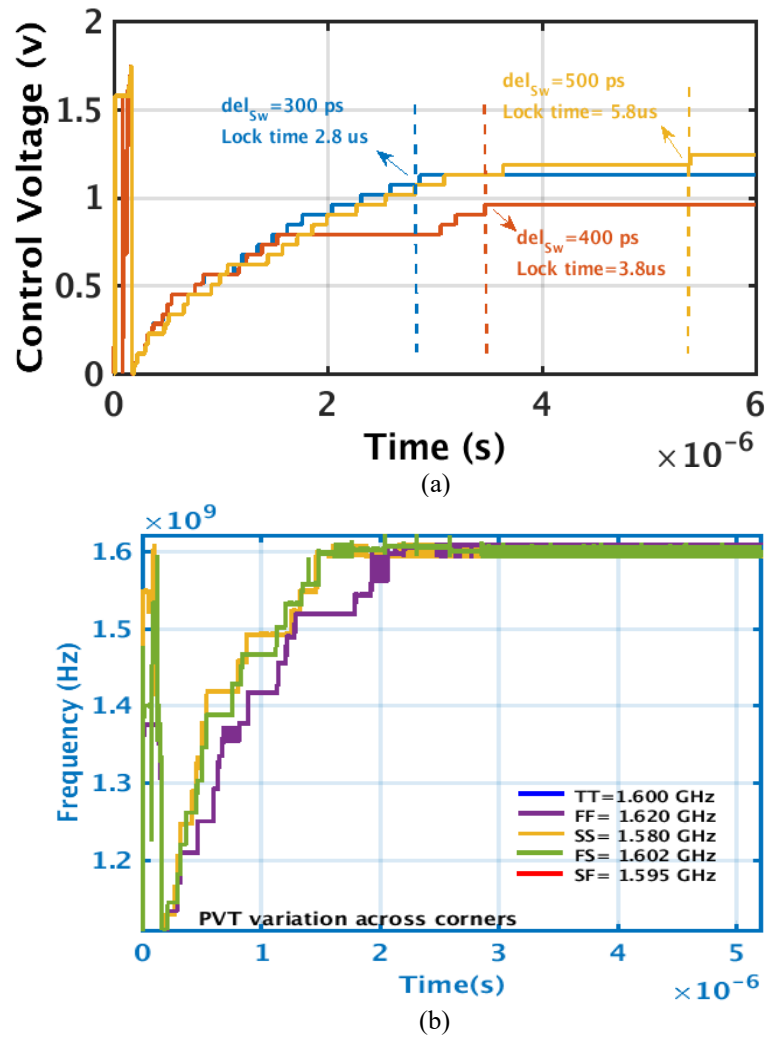 2
1.5
1
0.5
0
Control Voltage (v)
del_Sw=300 ps
Lock time 2.8 us
del_Sw=500 ps
Lock time= 5.8us
del_Sw=400 ps
Lock time=3.8us
0 2 4 6
Time (s)
×10^-6
(a)
×10^9
1.6
1.5
1.4
1.3
1.2
Frequency (Hz)
TT=1.600 GHz
FF= 1.620 GHz
SS= 1.580 GHz
FS= 1.602 GHz
SF= 1.595 GHz
PVT variation across corners
0 1 2 3 4 5
Time(s)
×10^-6
(b)